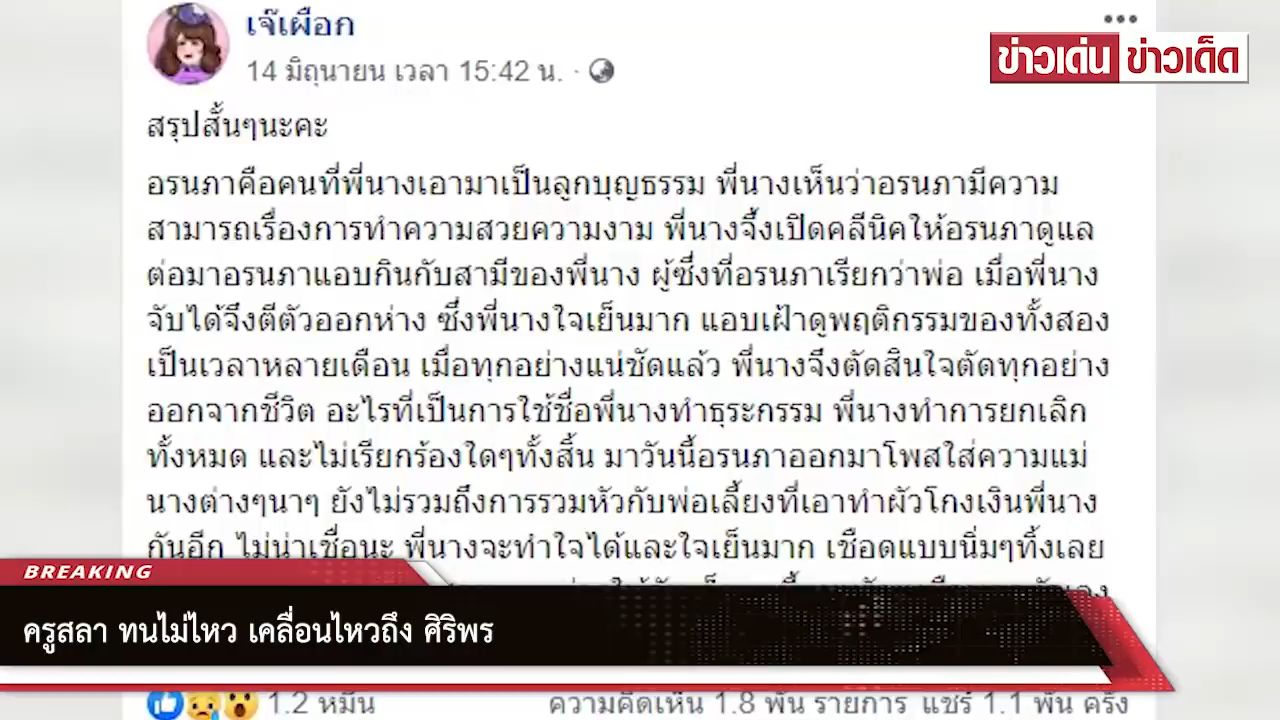 เจ๊เผือก
14 มิถุนายน เวลา 15:42 น. ·
ข่าวเด่น ข่าวเด็ด
สรุปสั้นๆนะคะ
อรนภาคือคนที่พี่นางเอามาเป็นลูกบุญธรรม พี่นางเห็นว่าอรนภามีความ
สามารถเรื่องการทำความสวยความงาม พี่นางจึ้งเปิดคลีนิคให้อรนภาดูแล
ต่อมาอรนภาแอบกินกับสามีของพี่นาง ผู้ซึ่งที่อรนภาเรียกว่าพ่อ เมื่อพี่นาง
จับได้จึงตีตัวออกห่าง ซึ่งพี่นางใจเย็นมาก แอบเฝ้าดูพฤติกรรมของทั้งสอง
เป็นเวลาหลายเดือน เมื่อทุกอย่างแน่ชัดแล้ว พี่นางจึงตัดสินใจตัดทุกอย่าง
ออกจากชีวิต อะไรที่เป็นการใช้ชื่อพี่นางทำธุระกรรม พี่นางทำการยกเลิก
ทั้งหมด และไม่เรียกร้องใดๆทั้งสิ้น มาวันนี้อรนภาออกมาโพสใส่ความแม่
นางต่างๆนาๆ ยังไม่รวมถึงการรวมหัวกับพ่อเลี้ยงที่เอาทำผัวโกงเงินพี่นาง
กันอีก ไม่น่าเชื่อนะ พี่นางจะทำใจได้และใจเย็นมาก เชือดแบบนิ่มๆทิ้งเลย
BREAKING
ครูสลา ทนไม่ไหว เคลื่อนไหวถึง ศิริพร
1.2 หมื่น ความคิดเห็น 1.8 พัน รายการ แชร์ 1.1 พัน ครั้ง